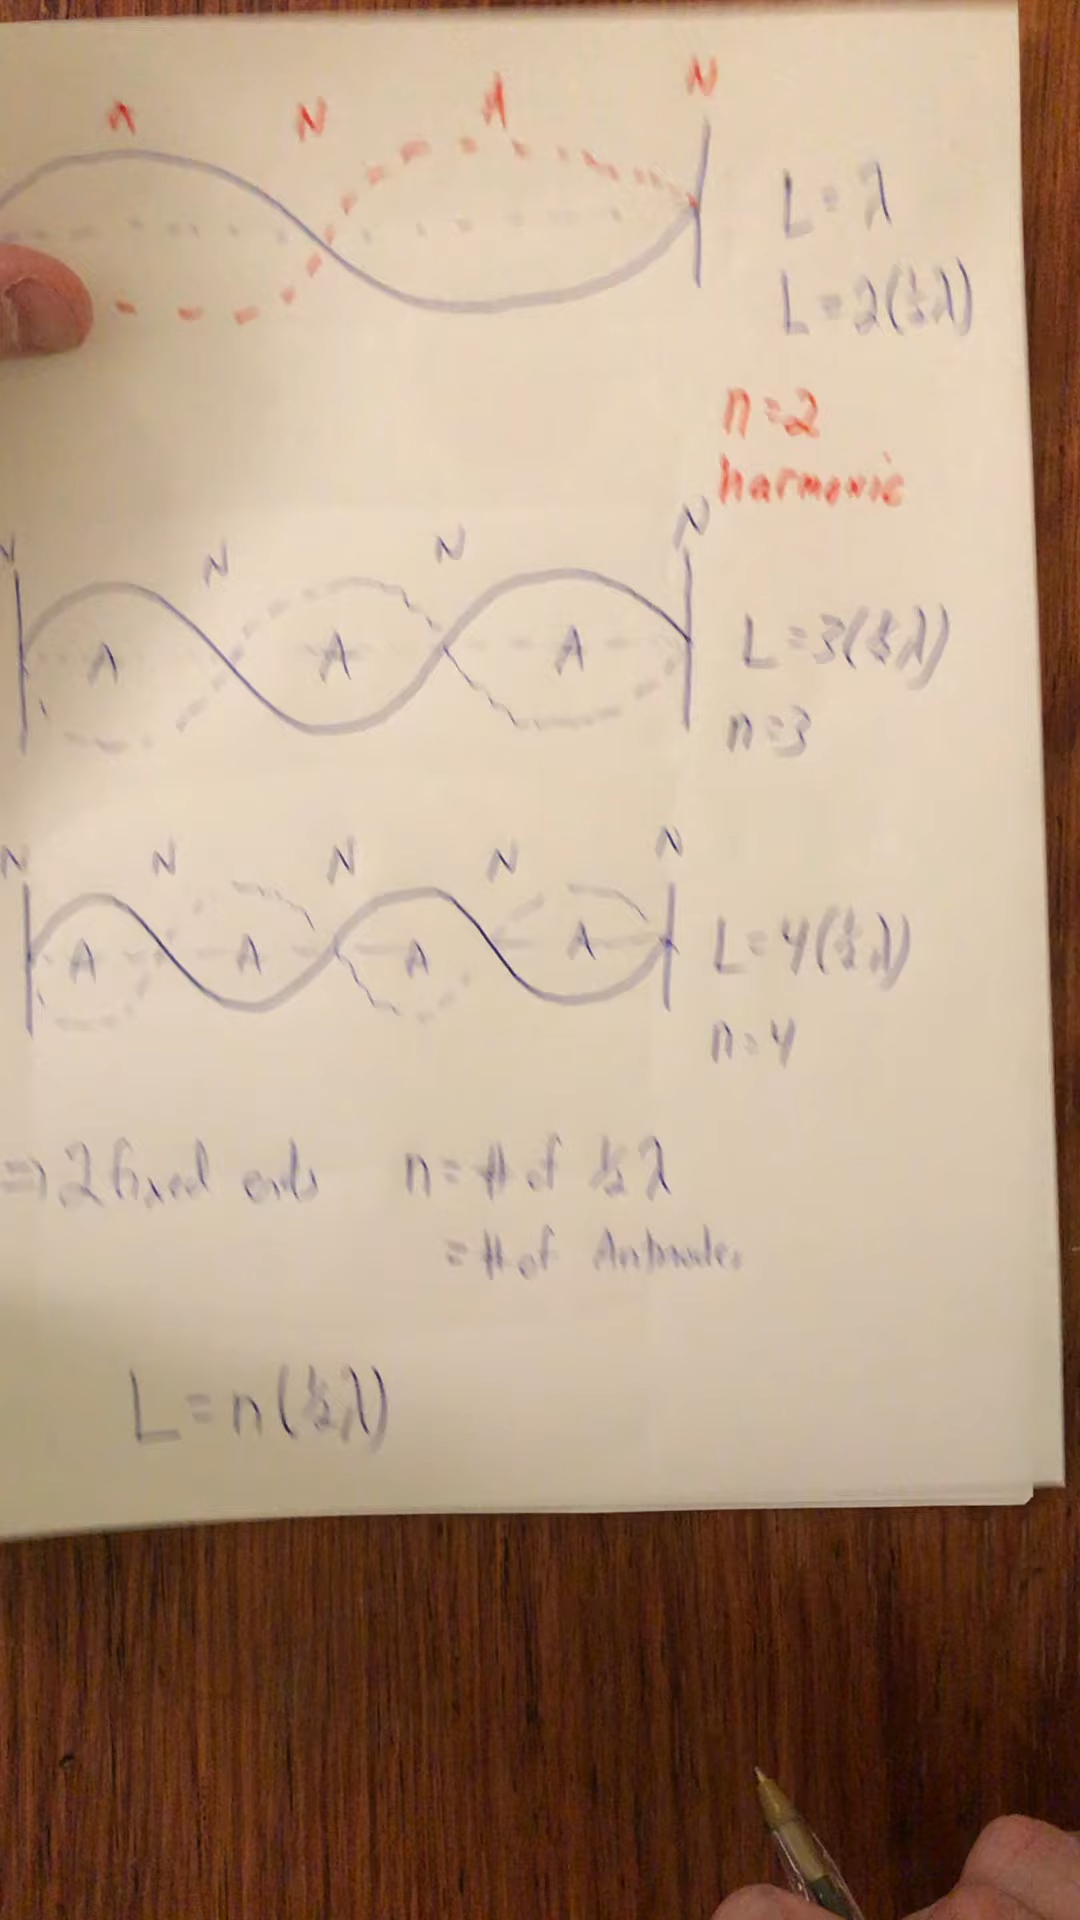 A N A N
L = λ
L = 2(½λ)
n = 2
harmonic
N N N N
A A A
L = 3(½λ)
n = 3
N N N N N
A A A A
L = 4(½λ)
n = 4
⇒ 2 fixed ends n = # of ½ λ
= # of Antinodes
L = n(½λ)